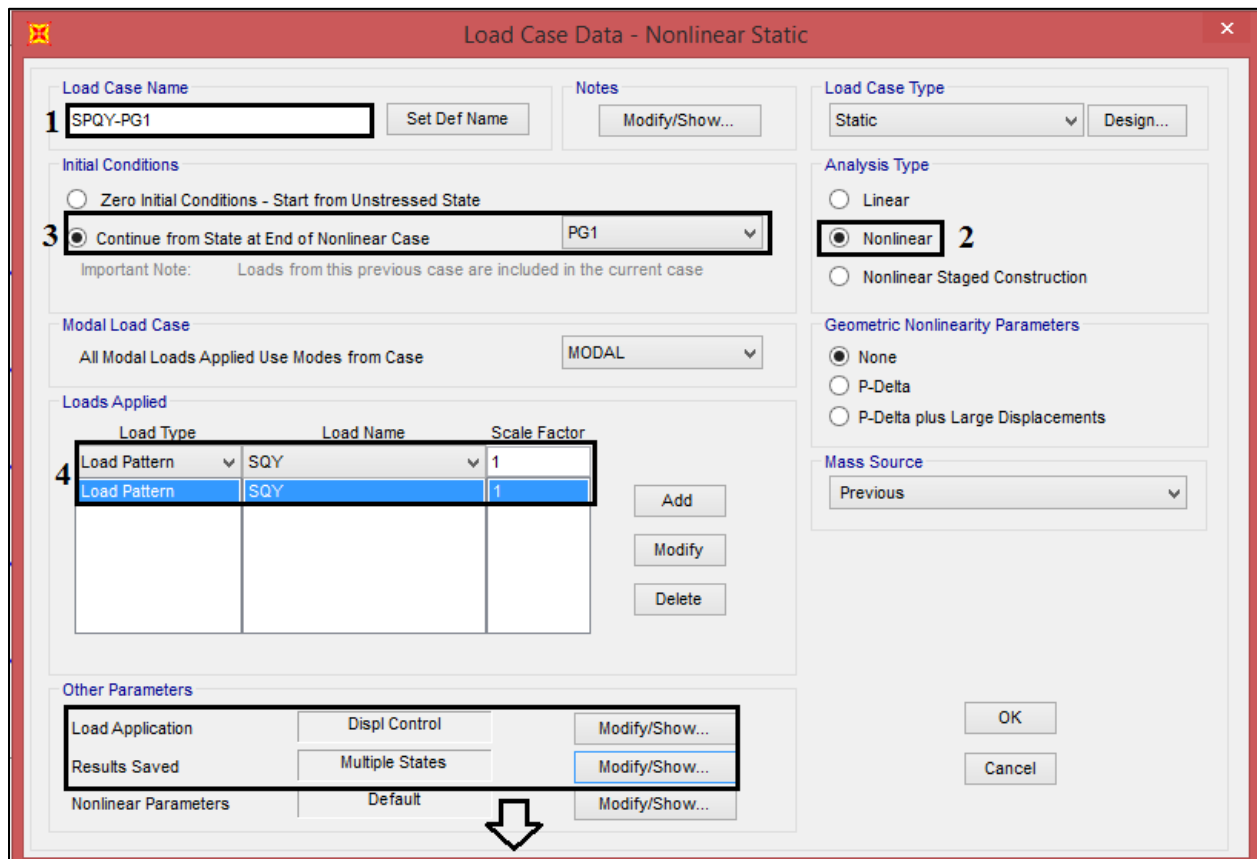 Load Case Data - Nonlinear Static
×
Load Case Name
1 SPQY-PG1 Set Def Name
Notes
Modify/Show...
Load Case Type
Static Design...
Initial Conditions
Zero Initial Conditions - Start from Unstressed State
3 Continue from State at End of Nonlinear Case PG1
Important Note: Loads from this previous case are included in the current case
Analysis Type
Linear
Nonlinear 2
Nonlinear Staged Construction
Modal Load Case
All Modal Loads Applied Use Modes from Case MODAL
Geometric Nonlinearity Parameters
None
P-Delta
P-Delta plus Large Displacements
Loads Applied
Load Type Load Name Scale Factor
4 Load Pattern SQY 1
Load Pattern SQY 1
Add
Modify
Delete
Mass Source
Previous
Other Parameters
Load Application Displ Control Modify/Show...
Results Saved Multiple States Modify/Show...
Nonlinear Parameters Default Modify/Show...
OK
Cancel